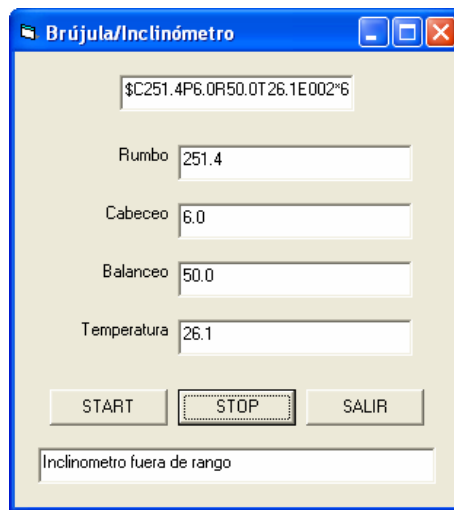 Brújula/Inclinómetro
$C251.4P6.0R50.0T26.1E002*6
Rumbo 251.4
Cabeceo 6.0
Balanceo 50.0
Temperatura 26.1
START STOP SALIR
Inclinometro fuera de rango